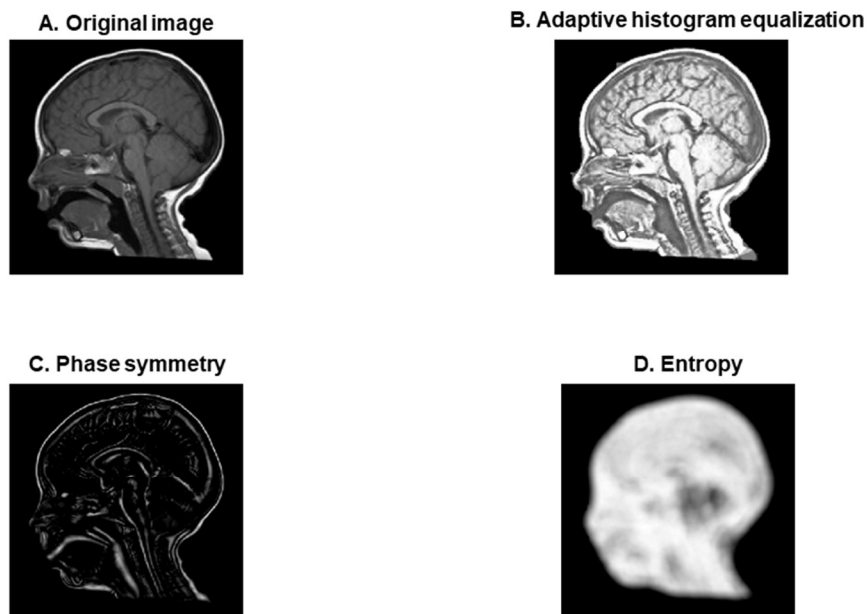 A. Original image
B. Adaptive histogram equalization
C. Phase symmetry
D. Entropy